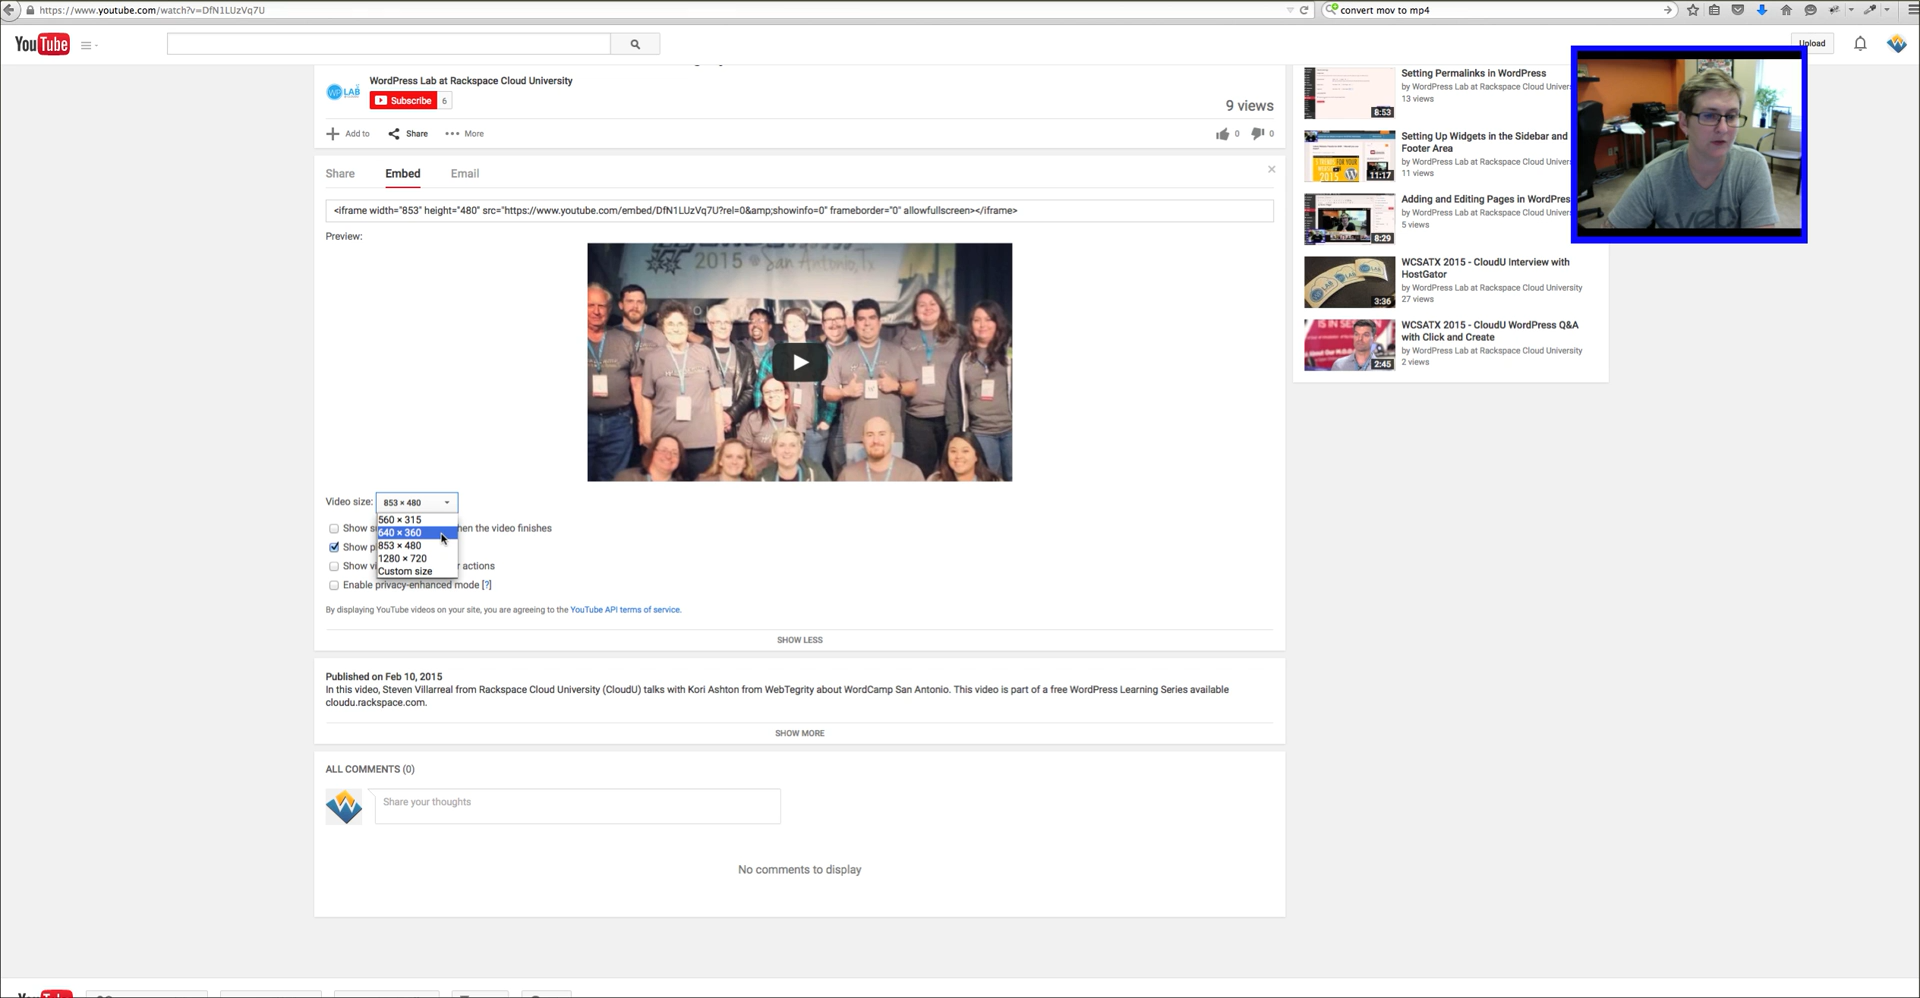 https://www.youtube.com/watch?v=DfN1LUzVq7U
convert mov to mp4
YouTube
Upload
WordPress Lab at Rackspace Cloud University
Subscribe 6
9 views
Add to Share More
0 0
Share Embed Email
<iframe width="853" height="480" src="https://www.youtube.com/embed/DfN1LUzVq7U?rel=0&amp;showinfo=0" frameborder="0" allowfullscreen></iframe>
Preview:
2015 @ San Antonio, Tx
Video size: 853 × 480
560 × 315
Show s hen the video finishes
640 × 360
853 × 480
Show p
1280 × 720
Show vi r actions
Custom size
Enable privacy-enhanced mode [?]
By displaying YouTube videos on your site, you are agreeing to the YouTube API terms of service.
SHOW LESS
Published on Feb 10, 2015
In this video, Steven Villarreal from Rackspace Cloud University (CloudU) talks with Kori Ashton from WebTegrity about WordCamp San Antonio. This video is part of a free WordPress Learning Series available
cloudu.rackspace.com.
SHOW MORE
ALL COMMENTS (0)
Share your thoughts
No comments to display
Setting Permalinks in WordPress
by WordPress Lab at Rackspace Cloud Univers
13 views
8:53
Setting Up Widgets in the Sidebar and
Footer Area
by WordPress Lab at Rackspace Cloud Univers
11 views
11:17
Adding and Editing Pages in WordPres
by WordPress Lab at Rackspace Cloud Univers
5 views
8:29
WCSATX 2015 - CloudU Interview with
HostGator
by WordPress Lab at Rackspace Cloud University
27 views
3:36
WCSATX 2015 - CloudU WordPress Q&A
with Click and Create
by WordPress Lab at Rackspace Cloud University
2 views
2:45